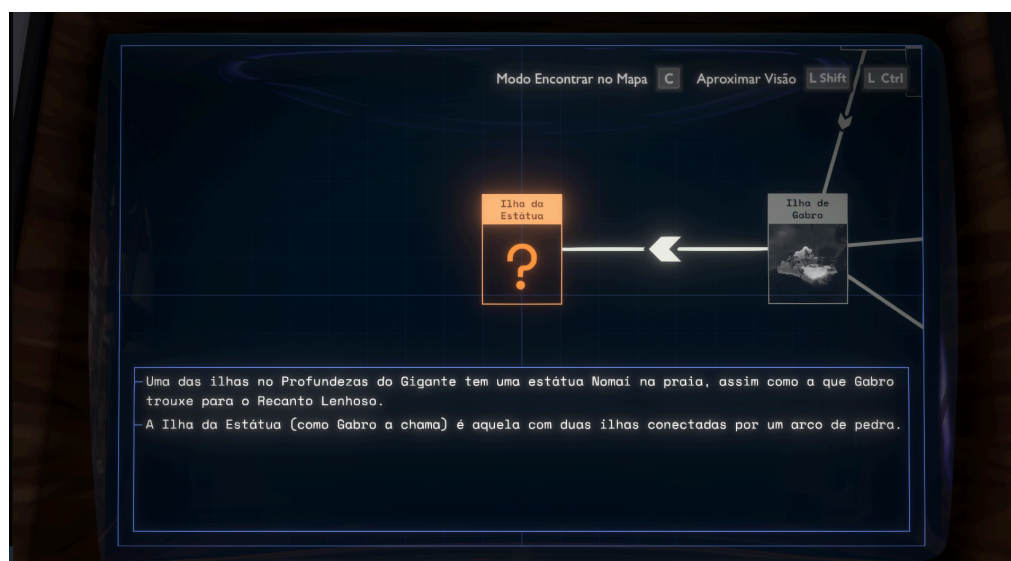 Modo Encontrar no Mapa C Aproximar Visão L Shift L Ctrl
Ilha da
Estátua
?
Ilha de
Gabro
Uma das ilhas no Profundezas do Gigante tem uma estátua Nomai na praia, assim como a que Gabro
trouxe para o Recanto Lenhoso.
A Ilha da Estátua (como Gabro a chama) é aquela com duas ilhas conectadas por um arco de pedra.